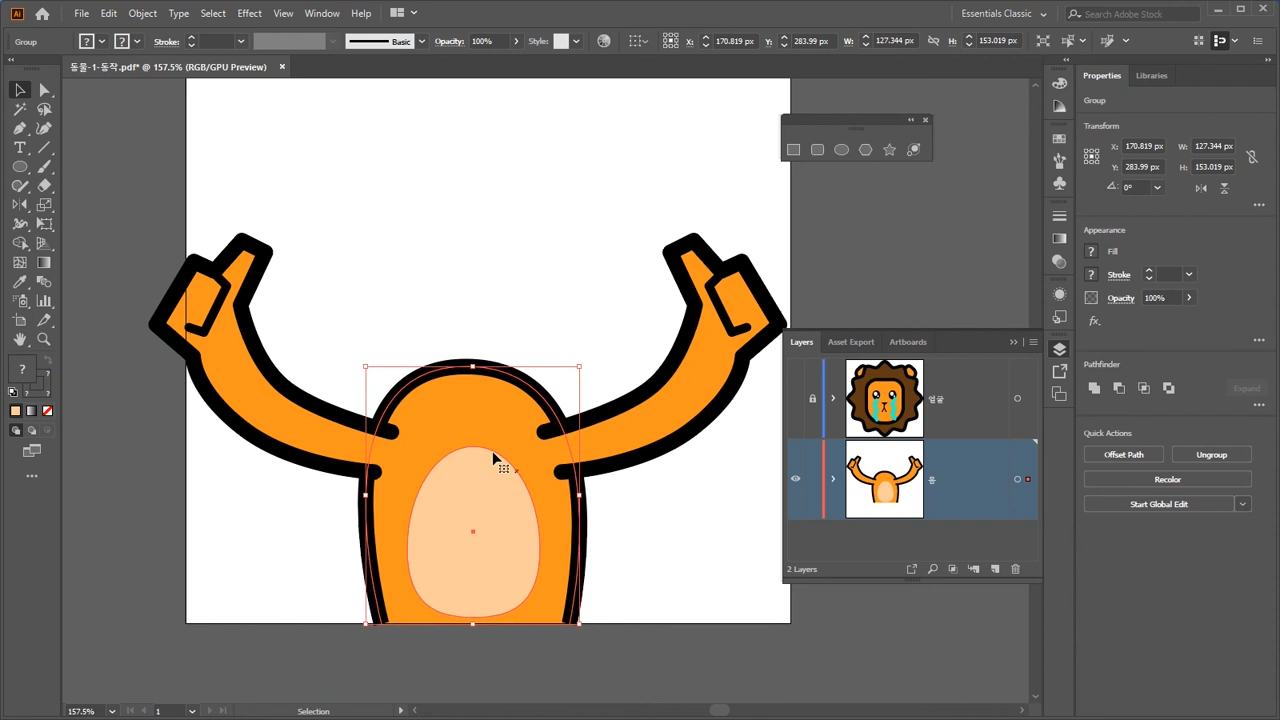 Ai File Edit Object Type Select Effect View Window Help Essentials Classic Search Adobe Stock
Group ? ? Stroke: Basic Opacity: 100% Style: X: 170.819 px Y: 283.99 px W: 127.344 px H: 153.019 px
동물-1-동작.pdf* @ 157.5% (RGB/GPU Preview)
Properties Libraries
Group
Transform
X: 170.819 px W: 127.344 px
Y: 283.99 px H: 153.019 px
0°
Appearance
? Fill
? Stroke
Opacity 100%
fx.
Layers Asset Export Artboards
Pathfinder
Expand
얼굴
Quick Actions
Offset Path Ungroup
Recolor
Start Global Edit
?
?
2 Layers
157.5% 1 Selection